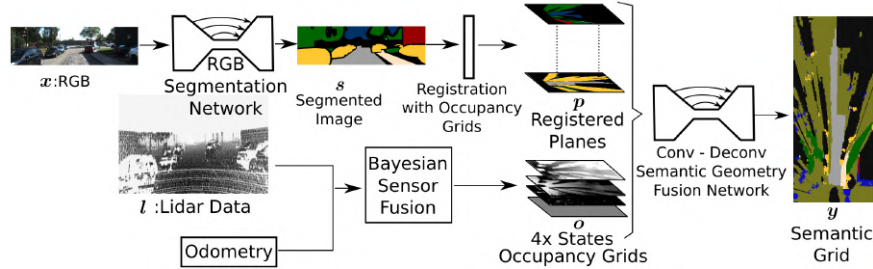 x:RGB
RGB
Segmentation
Network
s
Segmented
Image
Registration
with Occupancy
Grids
p
Registered
Planes
l :Lidar Data
Odometry
Bayesian
Sensor
Fusion
o
4x States
Occupancy Grids
Conv - Deconv
Semantic Geometry
Fusion Network
y
Semantic
Grid